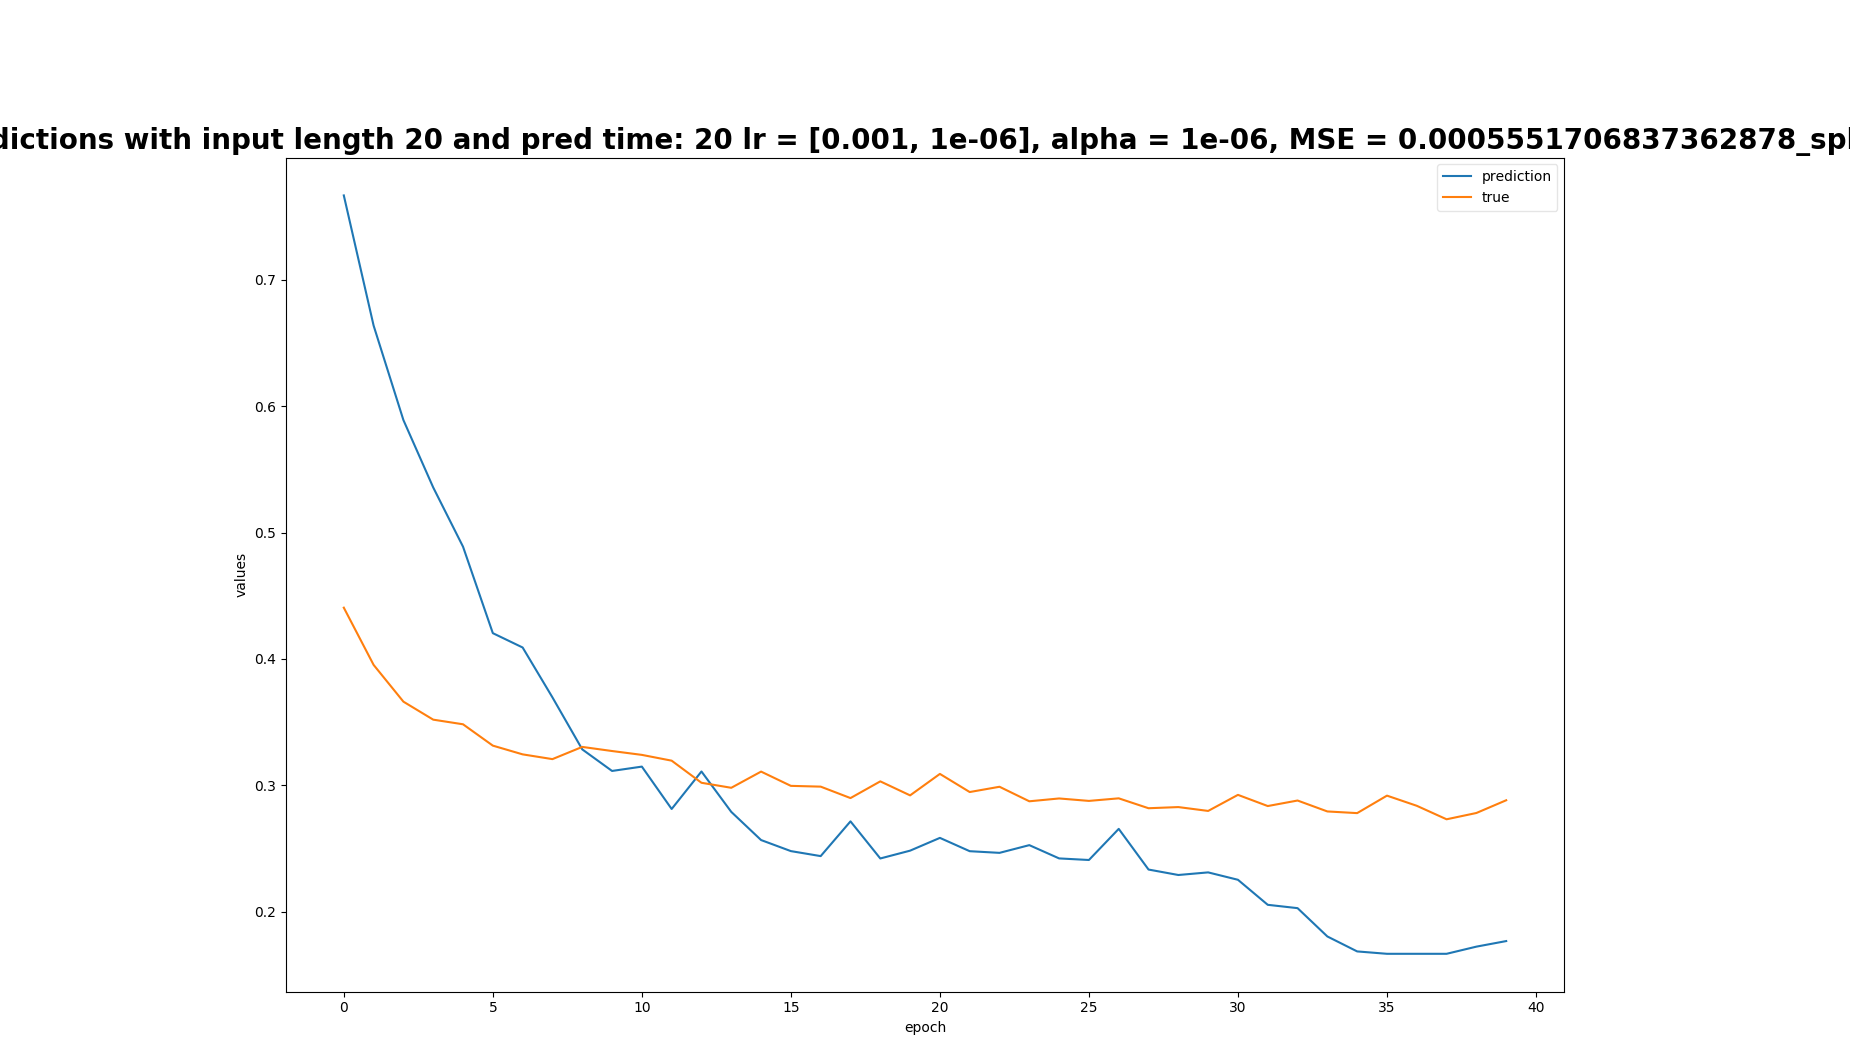 dictions with input length 20 and pred time: 20 lr = [0.001, 1e-06], alpha = 1e-06, MSE = 0.0005551706837362878_spl
prediction
true
0.7
0.6
0.5
0.4
0.3
0.2
values
0 5 10 15 20 25 30 35 40
epoch